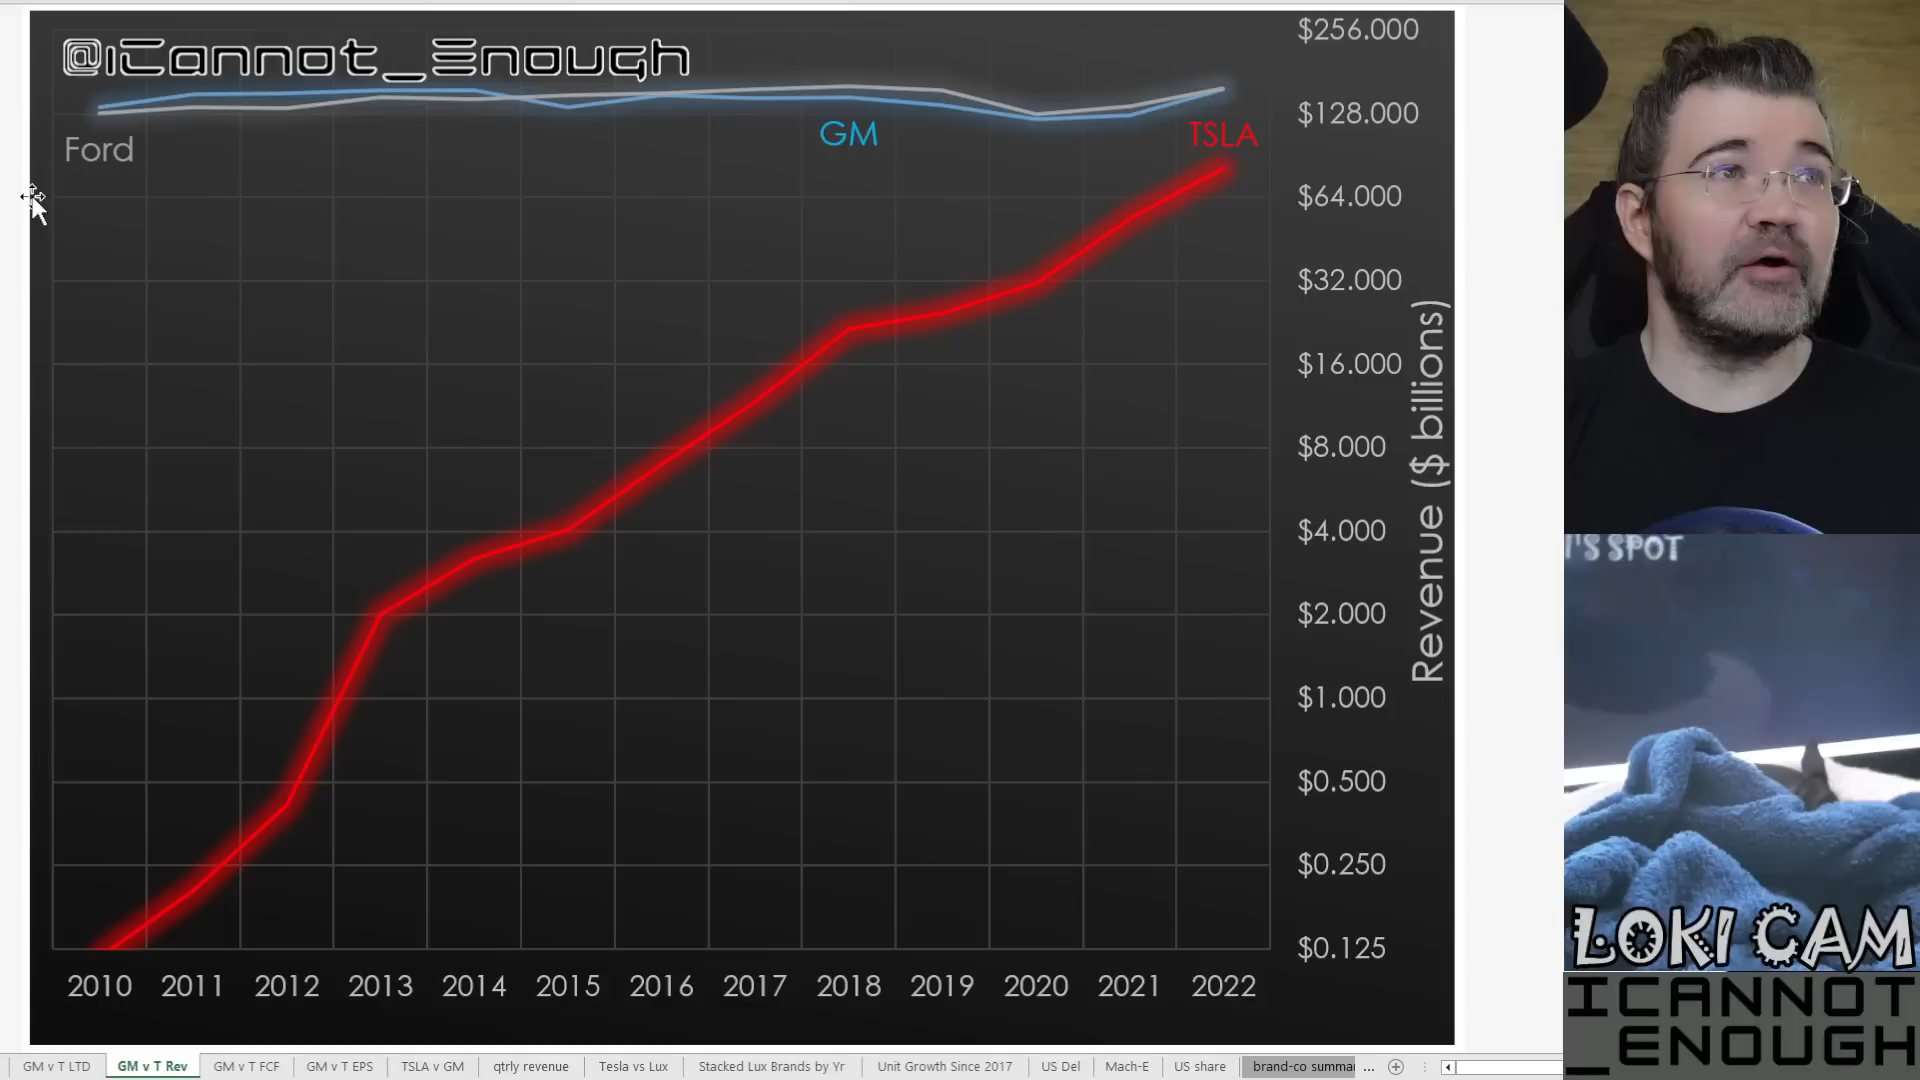 @iCannot_Enough
Ford
GM
TSLA
$256.000
$128.000
$64.000
$32.000
$16.000
$8.000
$4.000
$2.000
$1.000
$0.500
$0.250
$0.125
Revenue ($ billions)
2010 2011 2012 2013 2014 2015 2016 2017 2018 2019 2020 2021 2022
GM v T LTD GM v T Rev GM v T FCF GM v T EPS TSLA v GM qtrly revenue Tesla vs Lux Stacked Lux Brands by Yr Unit Growth Since 2017 US Del Mach-E US share brand-co summar ...
'S SPOT
LOKI CAM
ICANNOT
_ENOUGH